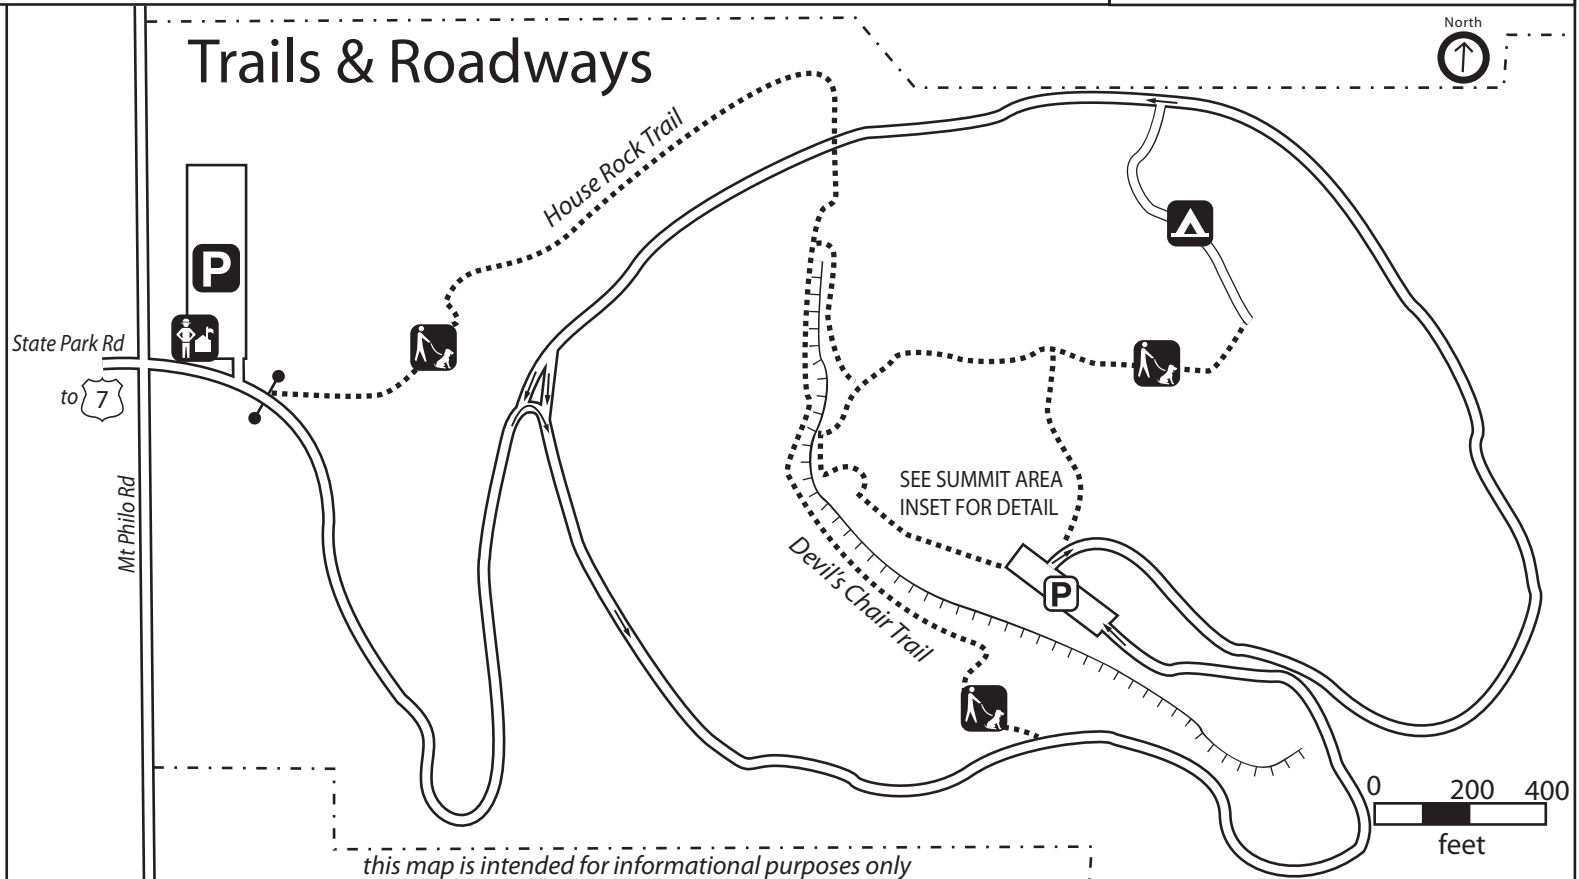 North
Trails & Roadways
House Rock Trail
P
State Park Rd
to 7
Mt Philo Rd
SEE SUMMIT AREA
INSET FOR DETAIL
Devil's Chair Trail
P
0 200 400
feet
this map is intended for informational purposes only